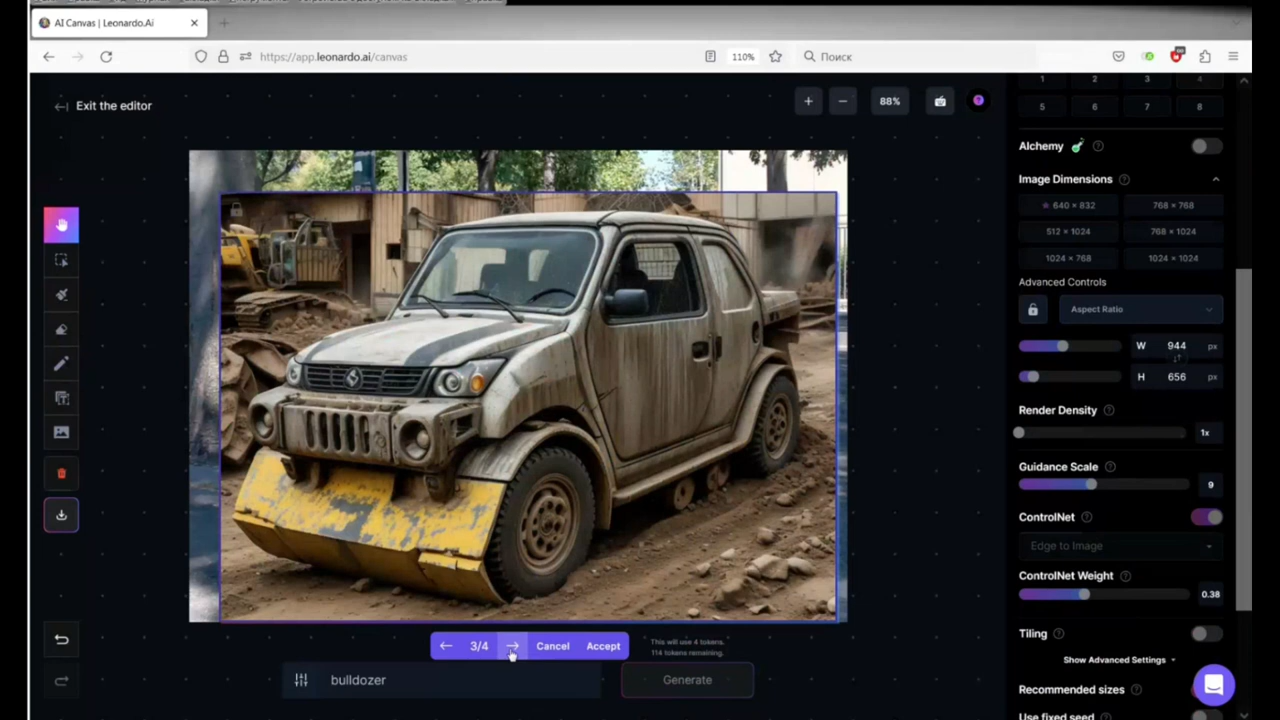 AI Canvas | Leonardo.Ai
https://app.leonardo.ai/canvas
110%
Поиск
Exit the editor
88%
1 2 3 4
5 6 7 8
Alchemy
Image Dimensions
640 × 832 768 × 768
512 × 1024 768 × 1024
1024 × 768 1024 × 1024
Advanced Controls
Aspect Ratio
W 944 px
H 656 px
Render Density
1x
Guidance Scale
9
ControlNet
Edge to Image
ControlNet Weight
0.38
Tiling
Show Advanced Settings
Recommended sizes
Use fixed seed
3/4 Cancel Accept
This will use 4 tokens.
114 tokens remaining.
bulldozer
Generate